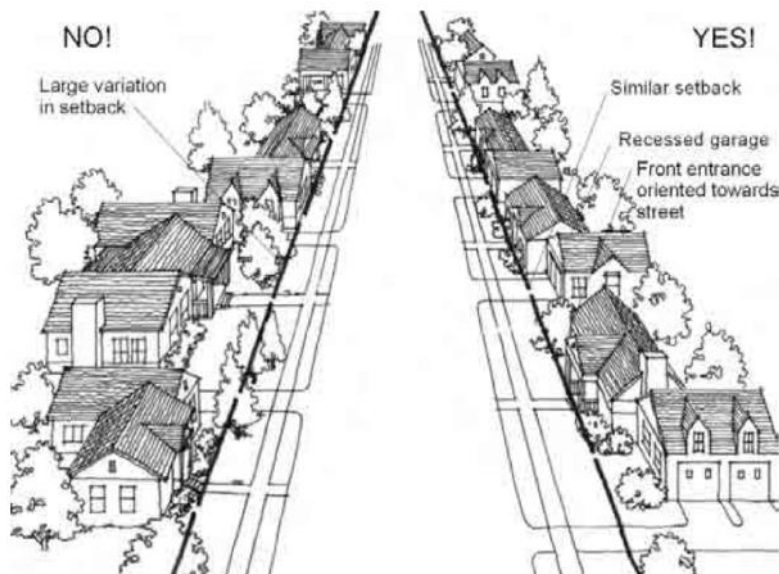 NO!
Large variation
in setback
YES!
Similar setback
Recessed garage
Front entrance
oriented towards
street